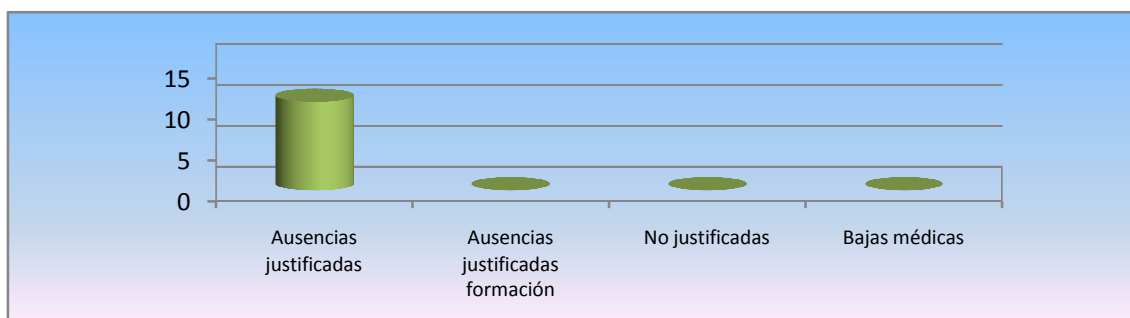 15
10
5
0
Ausencias
justificadas
Ausencias
justificadas
formación
No justificadas
Bajas médicas